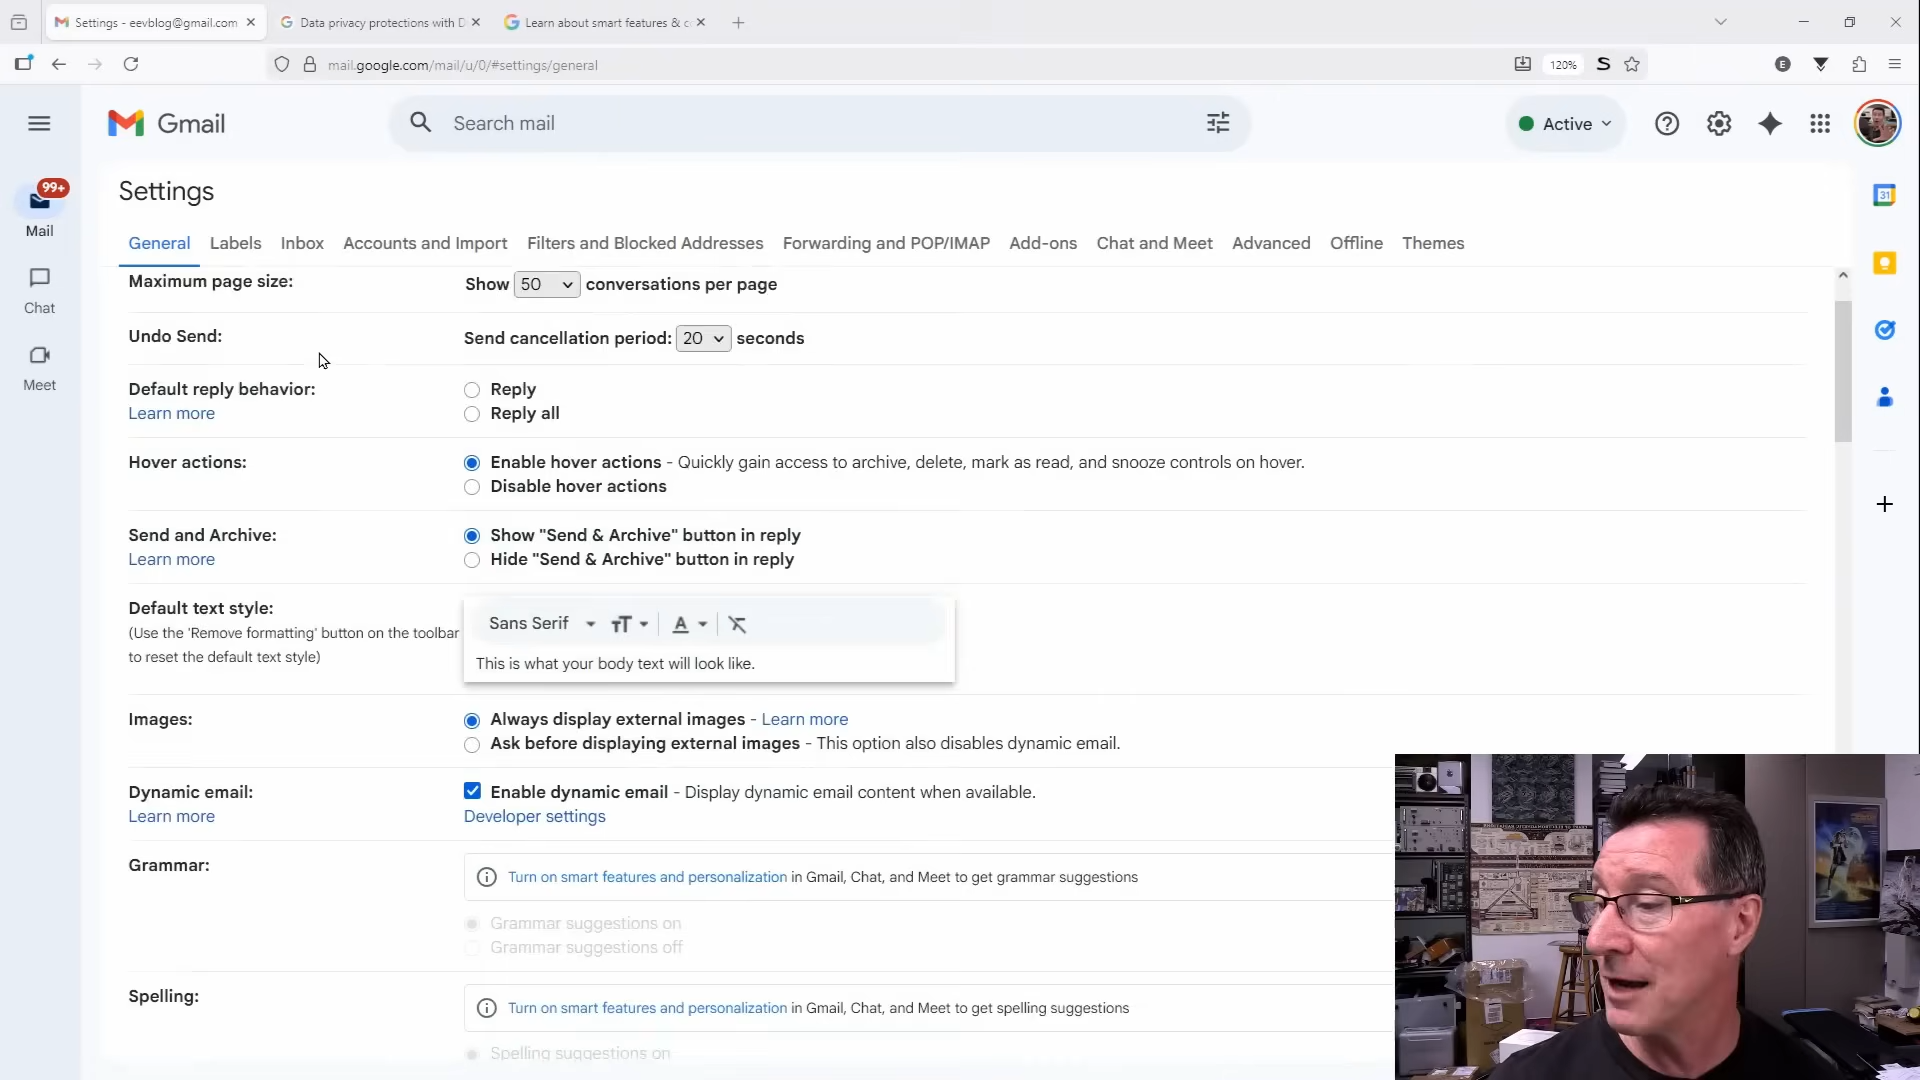 Settings - eevblog@gmail.com
Data privacy protections with D
Learn about smart features & c
mail.google.com/mail/u/0/#settings/general
120%
S
E
Gmail
Search mail
Active
99+
Mail
Chat
Meet
31
Settings
General Labels Inbox Accounts and Import Filters and Blocked Addresses Forwarding and POP/IMAP Add-ons Chat and Meet Advanced Offline Themes
Maximum page size: Show 50 conversations per page
Undo Send: Send cancellation period: 20 seconds
Default reply behavior: Reply
Learn more Reply all
Hover actions: Enable hover actions - Quickly gain access to archive, delete, mark as read, and snooze controls on hover.
Disable hover actions
Send and Archive: Show "Send & Archive" button in reply
Learn more Hide "Send & Archive" button in reply
Default text style:
(Use the 'Remove formatting' button on the toolbar
to reset the default text style)
Sans Serif
This is what your body text will look like.
Images: Always display external images - Learn more
Ask before displaying external images - This option also disables dynamic email.
Dynamic email: Enable dynamic email - Display dynamic email content when available.
Learn more Developer settings
Grammar:
Turn on smart features and personalization in Gmail, Chat, and Meet to get grammar suggestions
Grammar suggestions on
Grammar suggestions off
Spelling:
Turn on smart features and personalization in Gmail, Chat, and Meet to get spelling suggestions
Spelling suggestions on